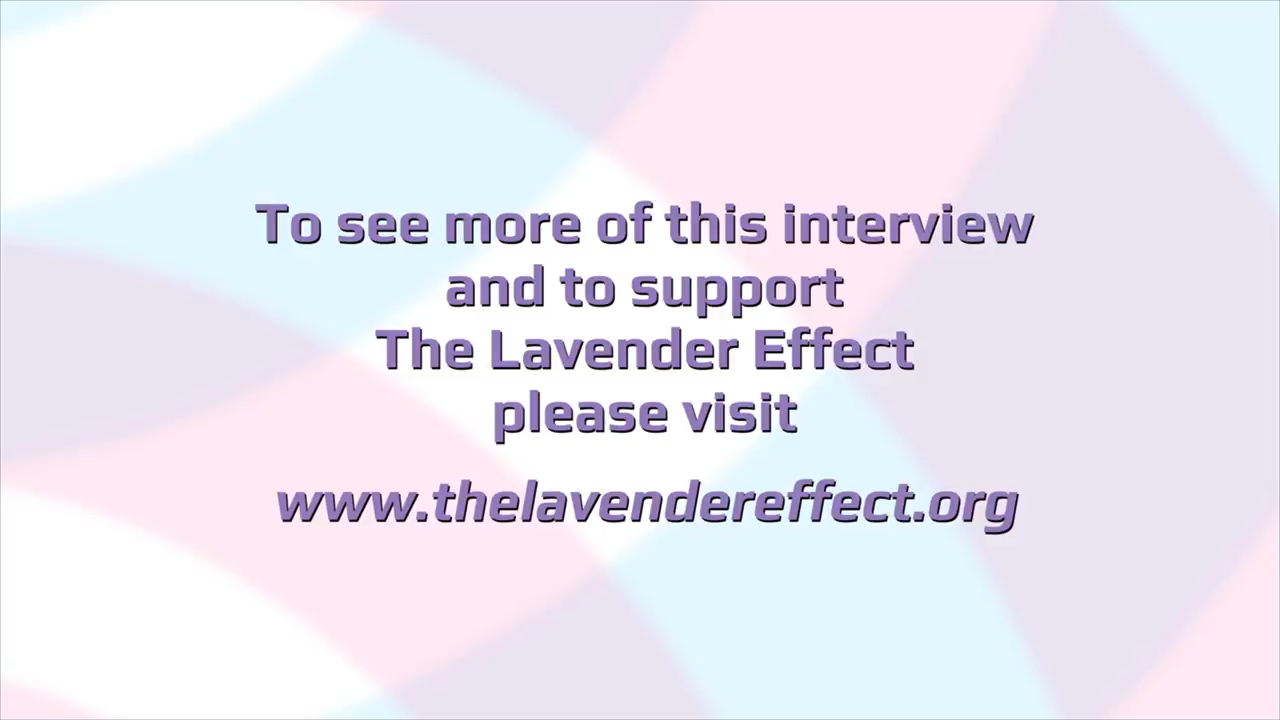 To see more of this interview
and to support
The Lavender Effect
please visit
www.thelavendereffect.org